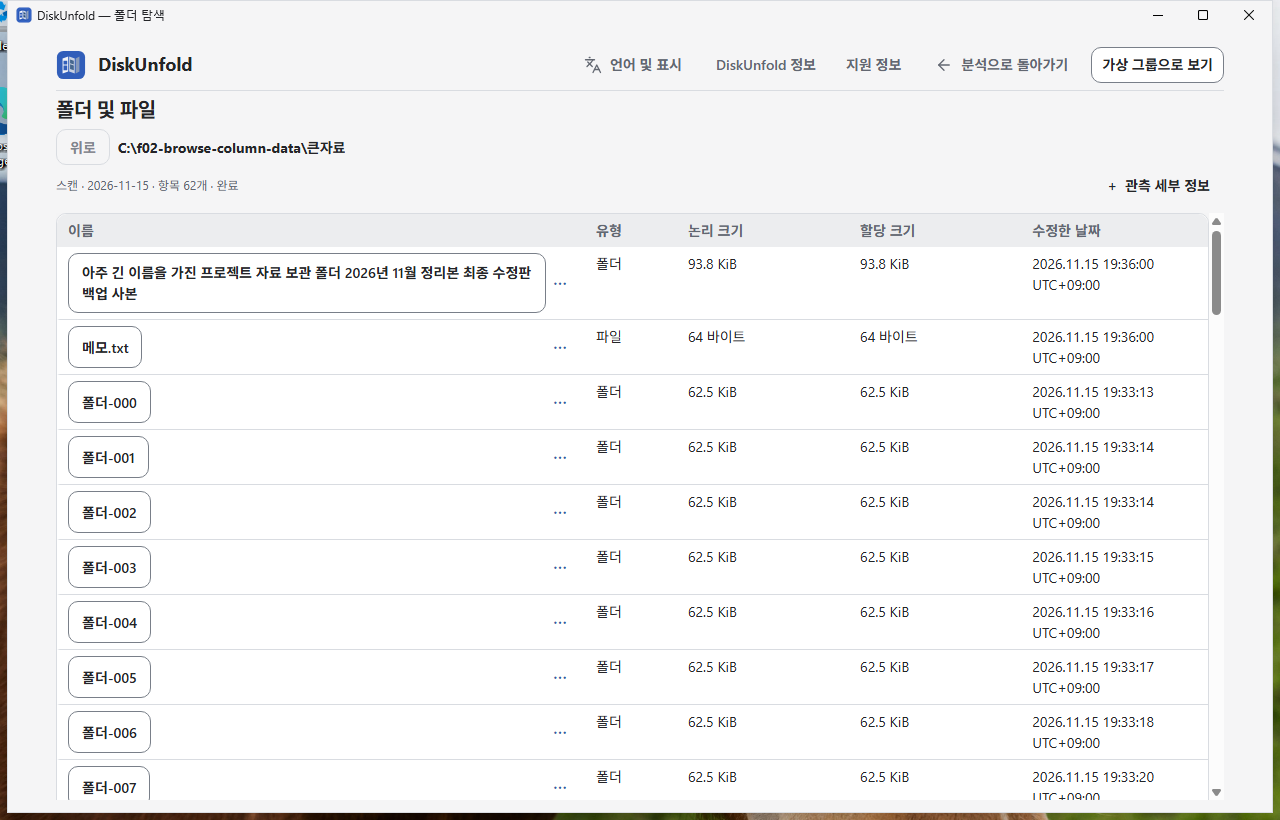 DiskUnfold — 폴더 탐색
DiskUnfold
언어 및 표시
DiskUnfold 정보
지원 정보
← 분석으로 돌아가기
가상 그룹으로 보기
폴더 및 파일
위로
C:\f02-browse-column-data\큰자료
스캔 · 2026-11-15 · 항목 62개 · 완료
+ 관측 세부 정보
이름 유형 논리 크기 할당 크기 수정한 날짜
아주 긴 이름을 가진 프로젝트 자료 보관 폴더 2026년 11월 정리본 최종 수정판
백업 사본
... 폴더 93.8 KiB 93.8 KiB 2026.11.15 19:36:00
UTC+09:00
메모.txt ... 파일 64 바이트 64 바이트 2026.11.15 19:36:00
UTC+09:00
폴더-000 ... 폴더 62.5 KiB 62.5 KiB 2026.11.15 19:33:13
UTC+09:00
폴더-001 ... 폴더 62.5 KiB 62.5 KiB 2026.11.15 19:33:14
UTC+09:00
폴더-002 ... 폴더 62.5 KiB 62.5 KiB 2026.11.15 19:33:14
UTC+09:00
폴더-003 ... 폴더 62.5 KiB 62.5 KiB 2026.11.15 19:33:15
UTC+09:00
폴더-004 ... 폴더 62.5 KiB 62.5 KiB 2026.11.15 19:33:16
UTC+09:00
폴더-005 ... 폴더 62.5 KiB 62.5 KiB 2026.11.15 19:33:17
UTC+09:00
폴더-006 ... 폴더 62.5 KiB 62.5 KiB 2026.11.15 19:33:18
UTC+09:00
폴더-007 ... 폴더 62.5 KiB 62.5 KiB 2026.11.15 19:33:20
UTC+09:00